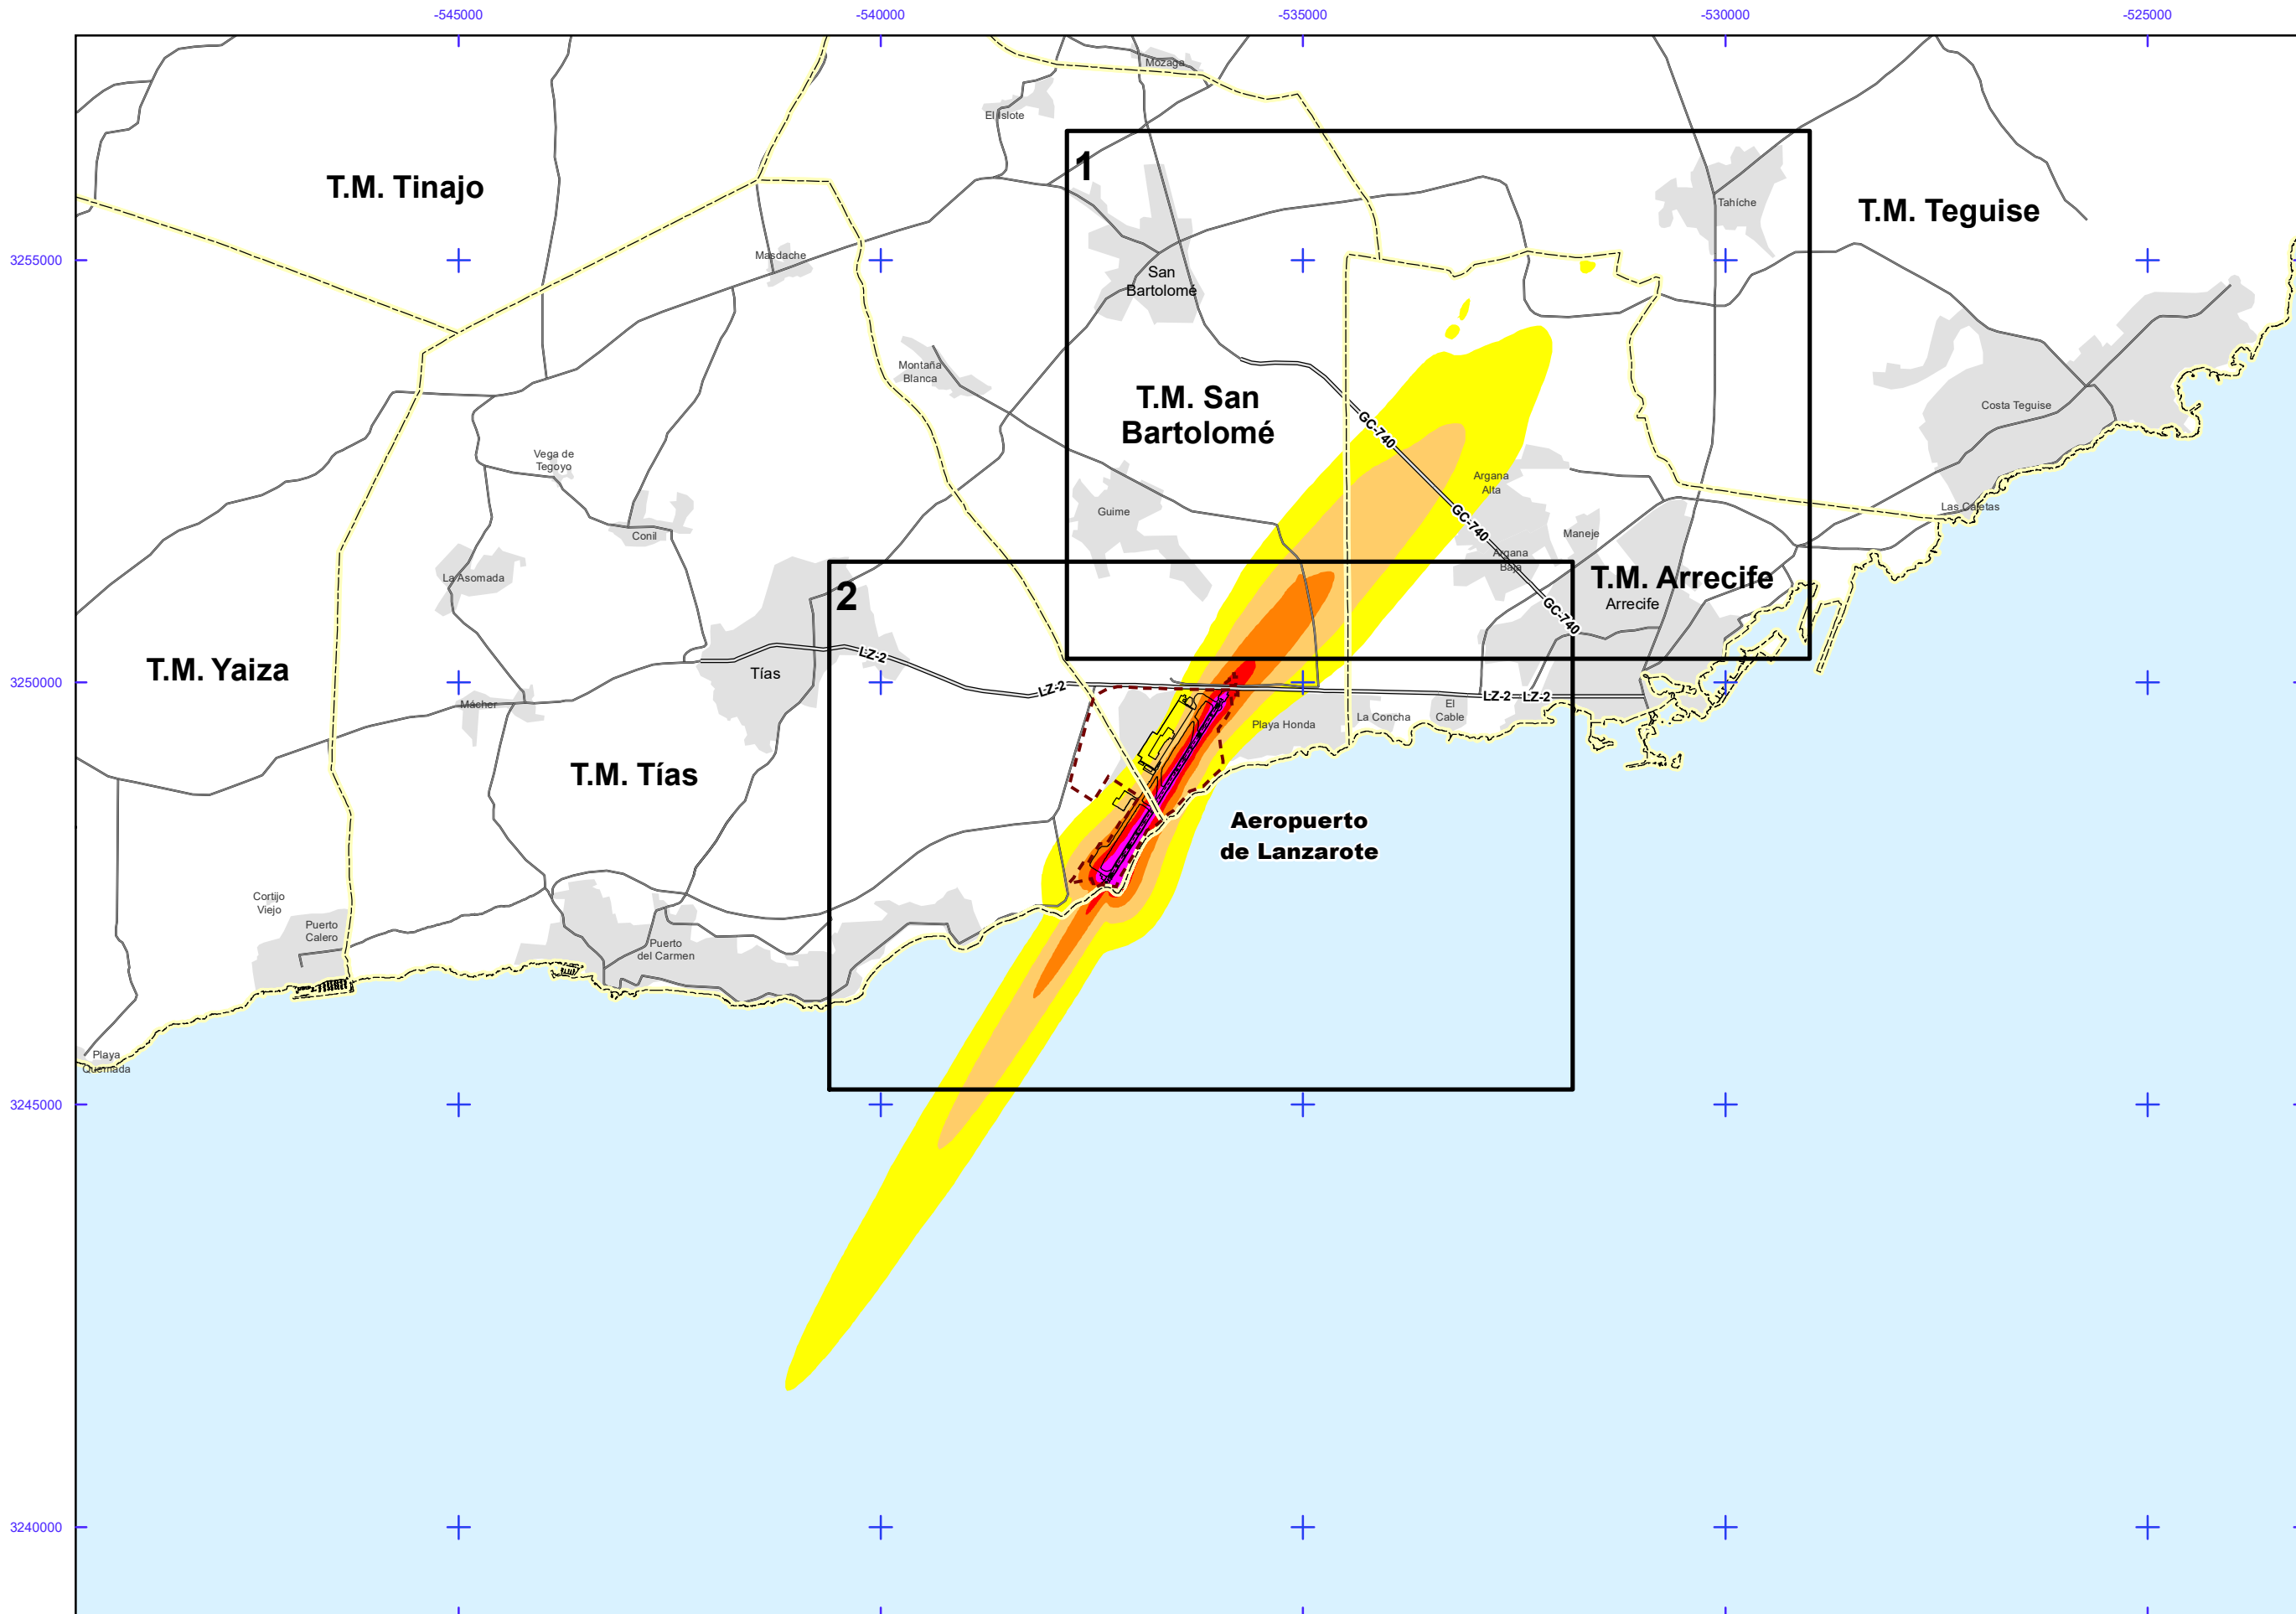 -545000
-540000
-535000
-530000
-525000
Mozaga
El Islote
1
T.M. Tinajo
Tahíche
T.M. Teguise
3255000
Masdache
San
Bartolomé
Montaña
Blanca
T.M. San
Bartolomé
Costa Teguise
GC-740
Vega de
Tegoyo
Argana
Alta
Guime
Las Caletas
GC-740
Conil
Maneje
Argana
Baja
La Asomada
T.M. Arrecife
2
Arrecife
GC-740
LZ-2
T.M. Yaiza
Tías
3250000
LZ-2
LZ-2
LZ-2
Mácher
El
Cable
La Concha
Playa Honda
T.M. Tías
Aeropuerto
de Lanzarote
Cortijo
Viejo
Puerto
Calero
Puerto
del Carmen
Playa
Quemada
3245000
3240000